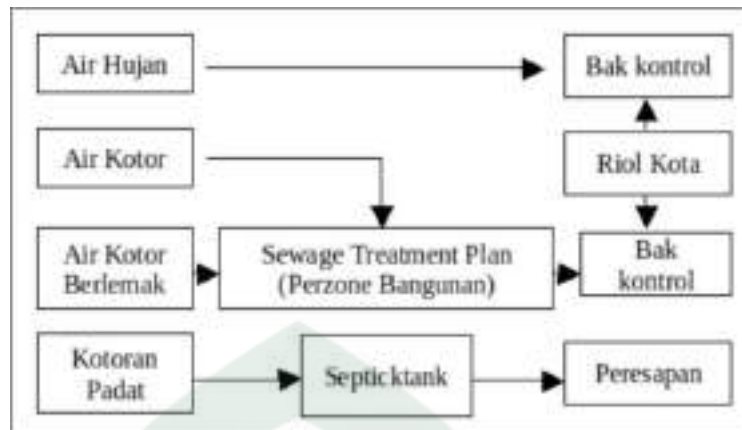 Air Hujan
Bak kontrol
Air Kotor
Riol Kota
Air Kotor
Berlemak
Sewage Treatment Plan
(Perzone Bangunan)
Bak
kontrol
Kotoran
Padat
Septicktank
Peresapan